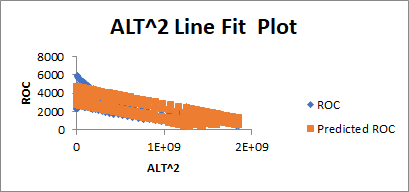 ALT^2 Line Fit Plot
8000
6000
4000
2000
0
ROC
0
1E+09
2E+09
ALT^2
ROC
Predicted ROC